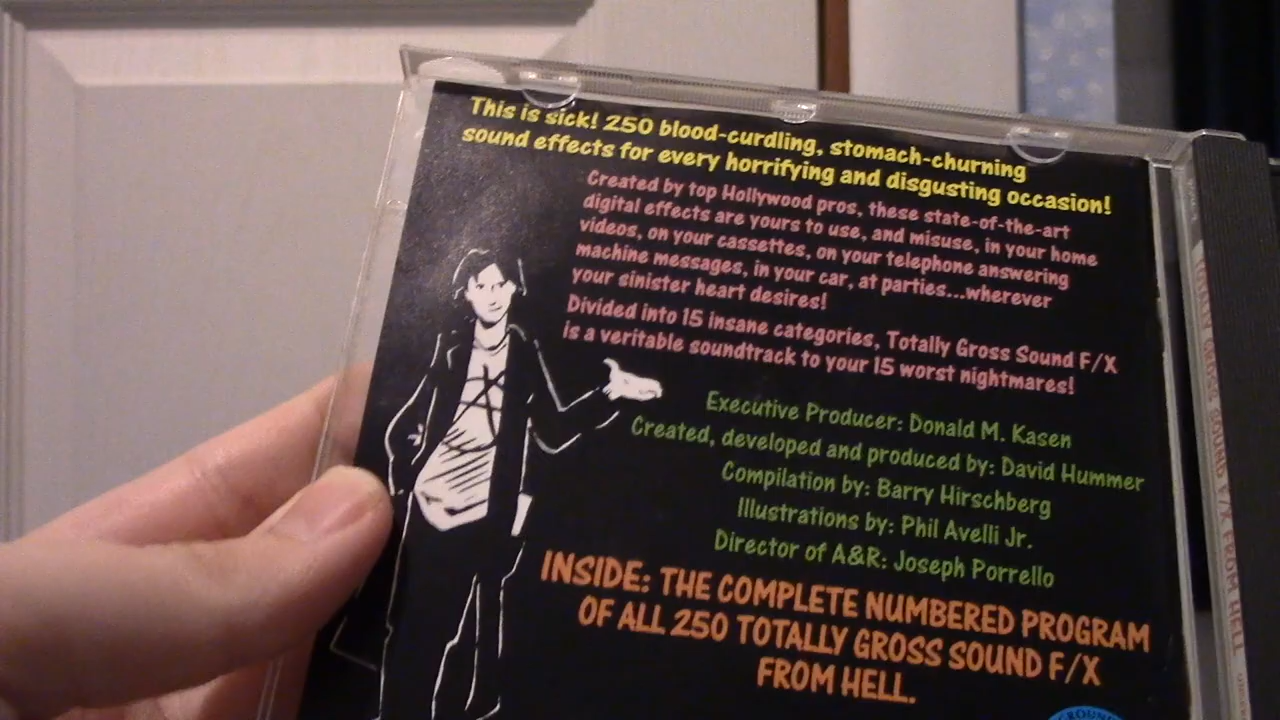 This is sick! 250 blood-curdling, stomach-churning
sound effects for every horrifying and disgusting occasion!
Created by top Hollywood pros, these state-of-the-art
digital effects are yours to use, and misuse, in your home
videos, on your cassettes, on your telephone answering
machine messages, in your car, at parties...wherever
your sinister heart desires!
Divided into 15 insane categories, Totally Gross Sound F/X
is a veritable soundtrack to your 15 worst nightmares!
Executive Producer: Donald M. Kasen
Created, developed and produced by: David Hummer
Compilation by: Barry Hirschberg
Illustrations by: Phil Avelli Jr.
Director of A&R: Joseph Porrello
INSIDE: THE COMPLETE NUMBERED PROGRAM
OF ALL 250 TOTALLY GROSS SOUND F/X
FROM HELL.
TOTALLY GROSS SOUND F/X FROM HELL